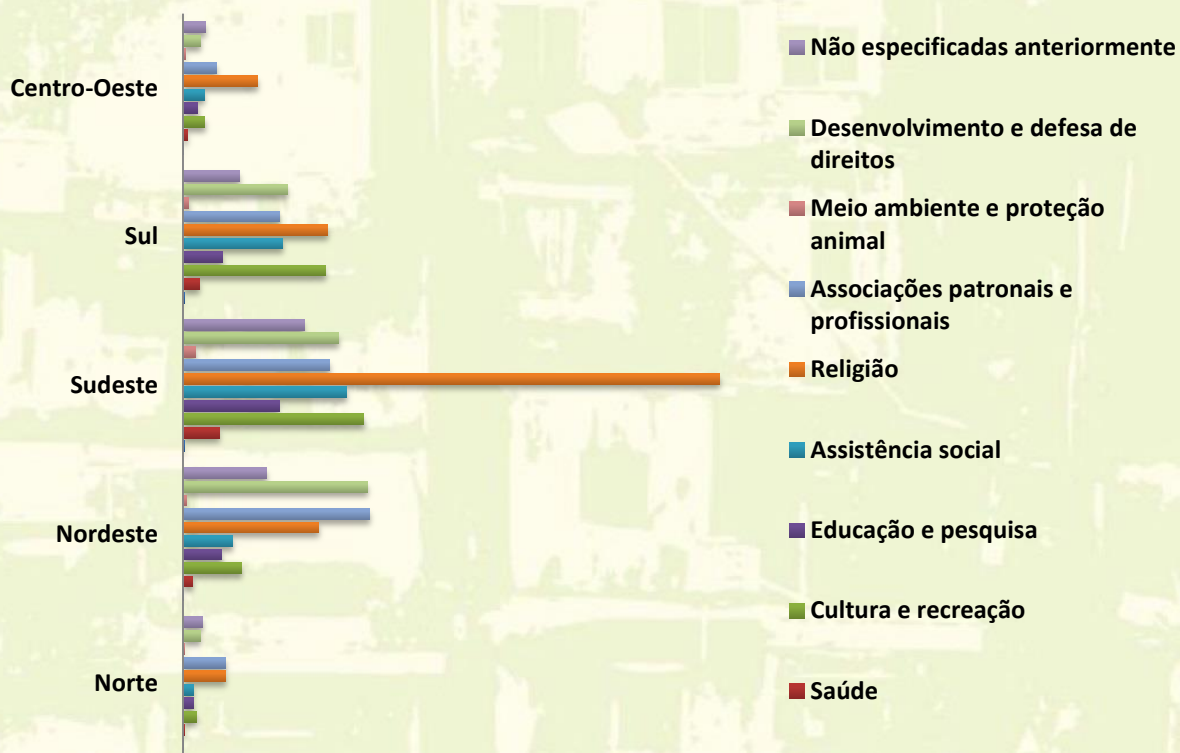 Centro-Oeste
Sul
Sudeste
Nordeste
Norte
Não especificadas anteriormente
Desenvolvimento e defesa de
direitos
Meio ambiente e proteção
animal
Associações patronais e
profissionais
Religião
Assistência social
Educação e pesquisa
Cultura e recreação
Saúde